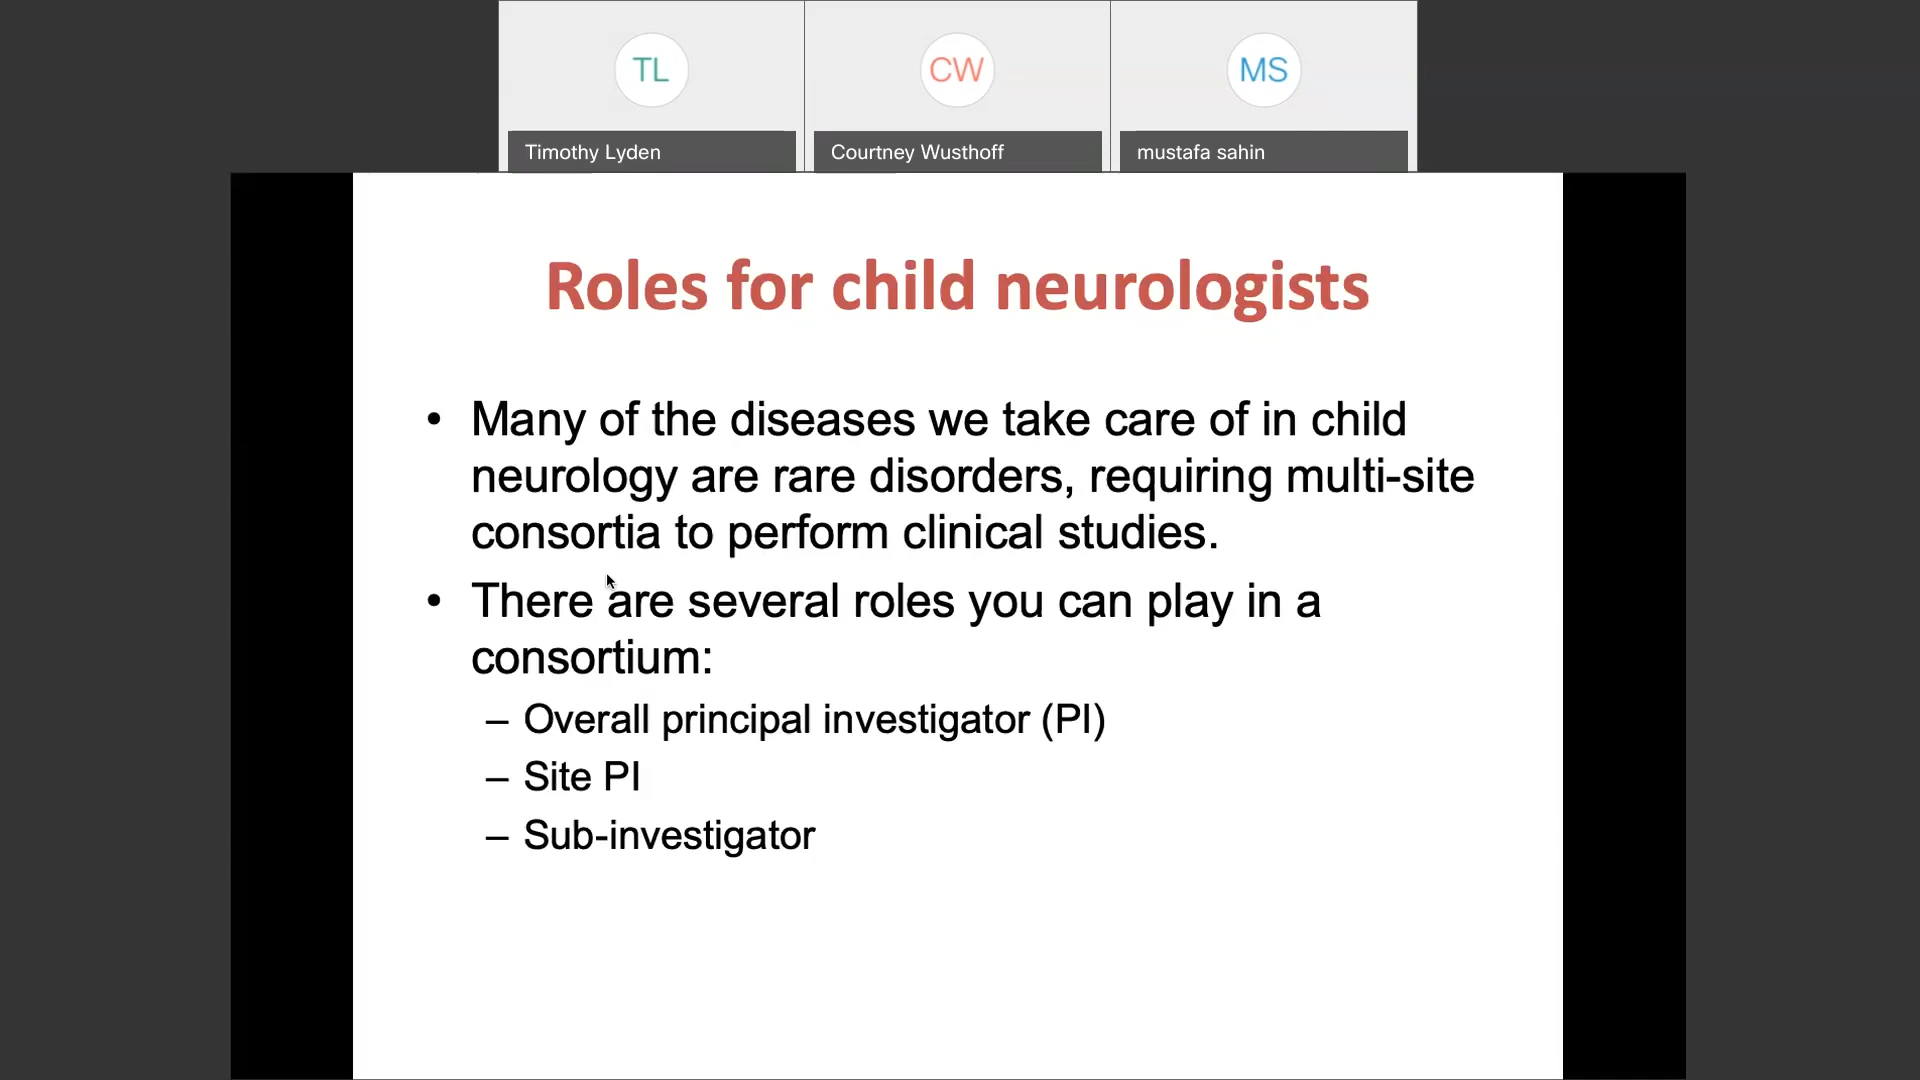 TL
CW
MS
Timothy Lyden
Courtney Wusthoff
mustafa sahin
Roles for child neurologists
• Many of the diseases we take care of in child
neurology are rare disorders, requiring multi-site
consortia to perform clinical studies.
• There are several roles you can play in a
consortium:
– Overall principal investigator (PI)
– Site PI
– Sub-investigator